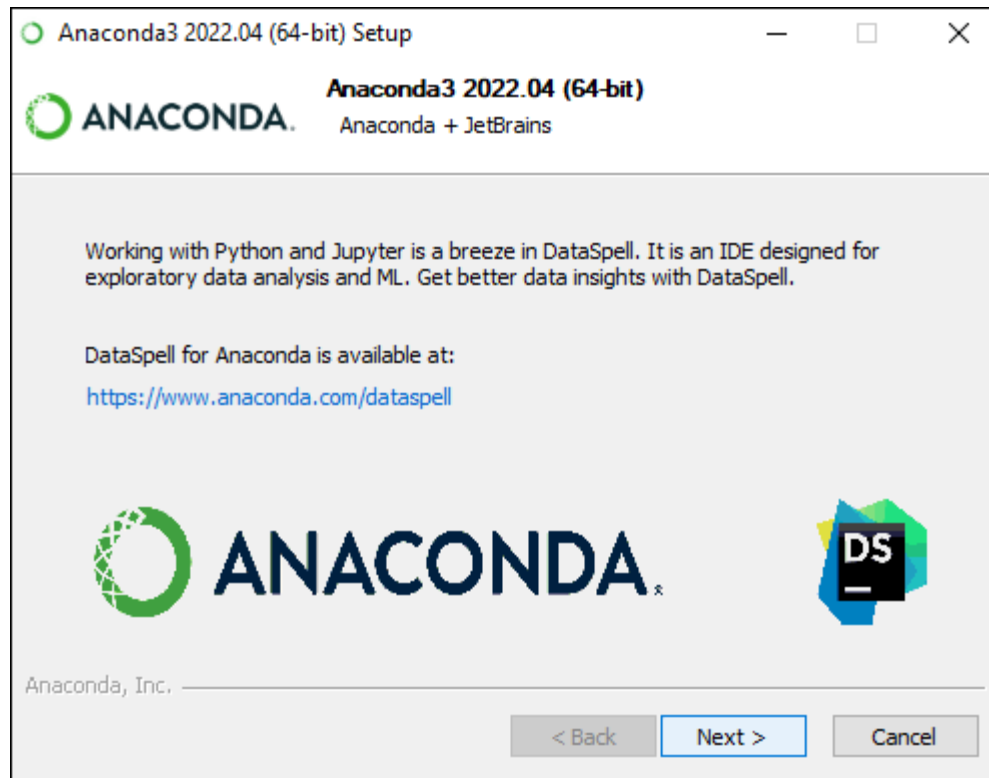 Anaconda3 2022.04 (64-bit) Setup
ANACONDA.
Anaconda3 2022.04 (64-bit)
Anaconda + JetBrains
Working with Python and Jupyter is a breeze in DataSpell. It is an IDE designed for
exploratory data analysis and ML. Get better data insights with DataSpell.
DataSpell for Anaconda is available at:
https://www.anaconda.com/dataspell
ANACONDA.
DS
Anaconda, Inc.
< Back
Next >
Cancel